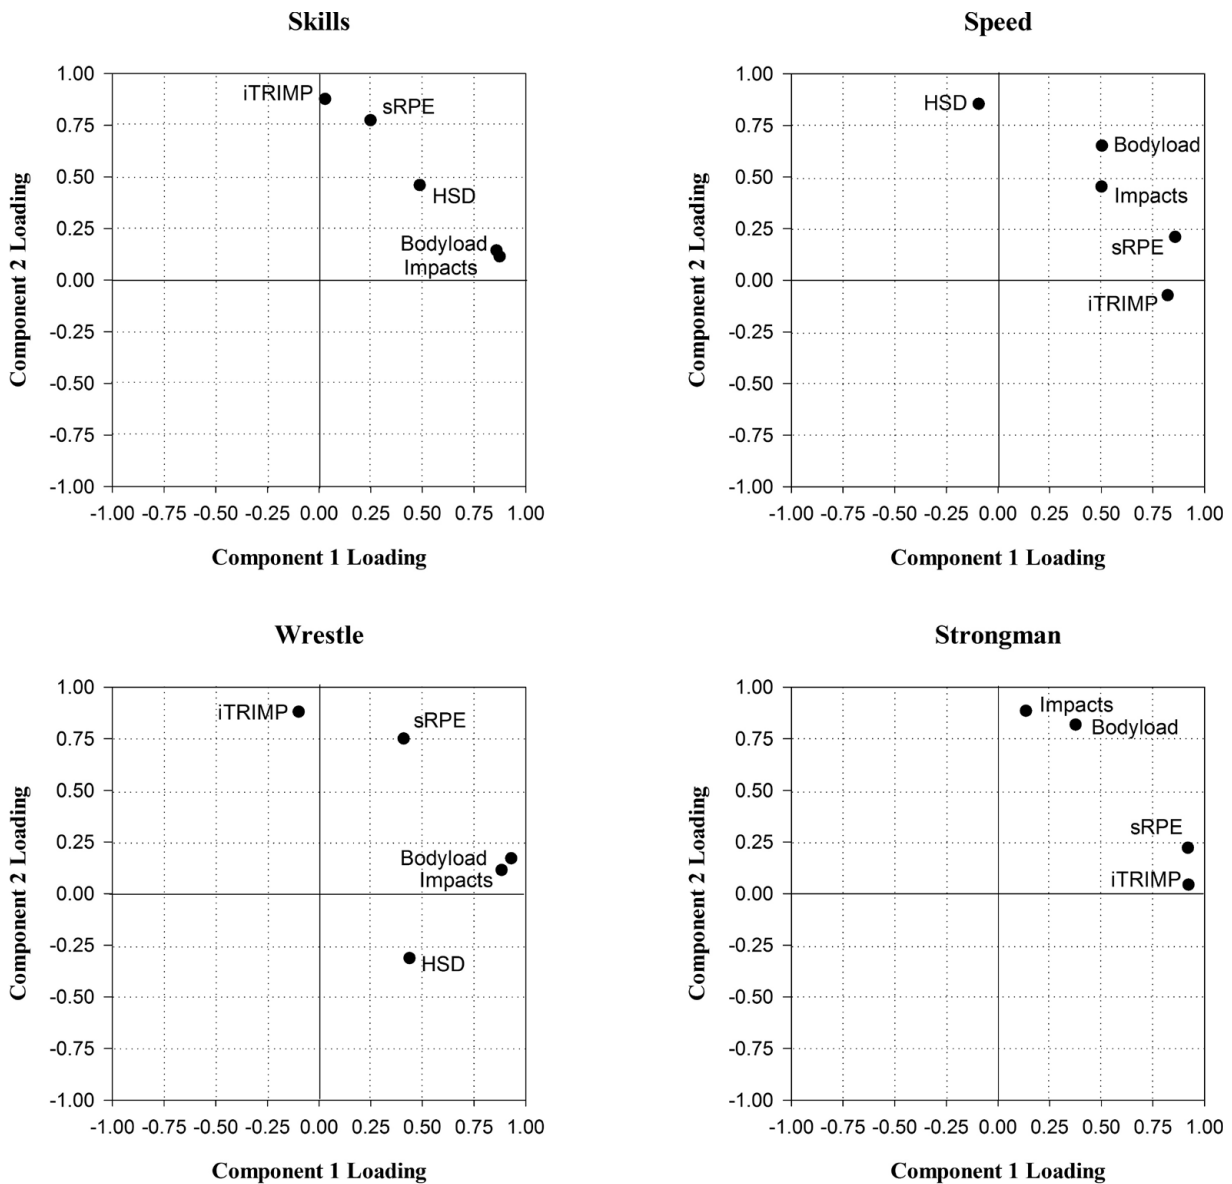 Skills
1.00
0.75
0.50
0.25
0.00
-0.25
-0.50
-0.75
-1.00
Component 2 Loading
iTRIMP
sRPE
HSD
Bodyload
Impacts
-1.00 -0.75 -0.50 -0.25 0.00 0.25 0.50 0.75 1.00
Component 1 Loading
Speed
1.00
0.75
0.50
0.25
0.00
-0.25
-0.50
-0.75
-1.00
Component 2 Loading
HSD
Bodyload
Impacts
sRPE
iTRIMP
-1.00 -0.75 -0.50 -0.25 0.00 0.25 0.50 0.75 1.00
Component 1 Loading
Wrestle
1.00
0.75
0.50
0.25
0.00
-0.25
-0.50
-0.75
-1.00
Component 2 Loading
iTRIMP
sRPE
Bodyload
Impacts
HSD
-1.00 -0.75 -0.50 -0.25 0.00 0.25 0.50 0.75 1.00
Component 1 Loading
Strongman
1.00
0.75
0.50
0.25
0.00
-0.25
-0.50
-0.75
-1.00
Component 2 Loading
Impacts
Bodyload
sRPE
iTRIMP
-1.00 -0.75 -0.50 -0.25 0.00 0.25 0.50 0.75 1.00
Component 1 Loading